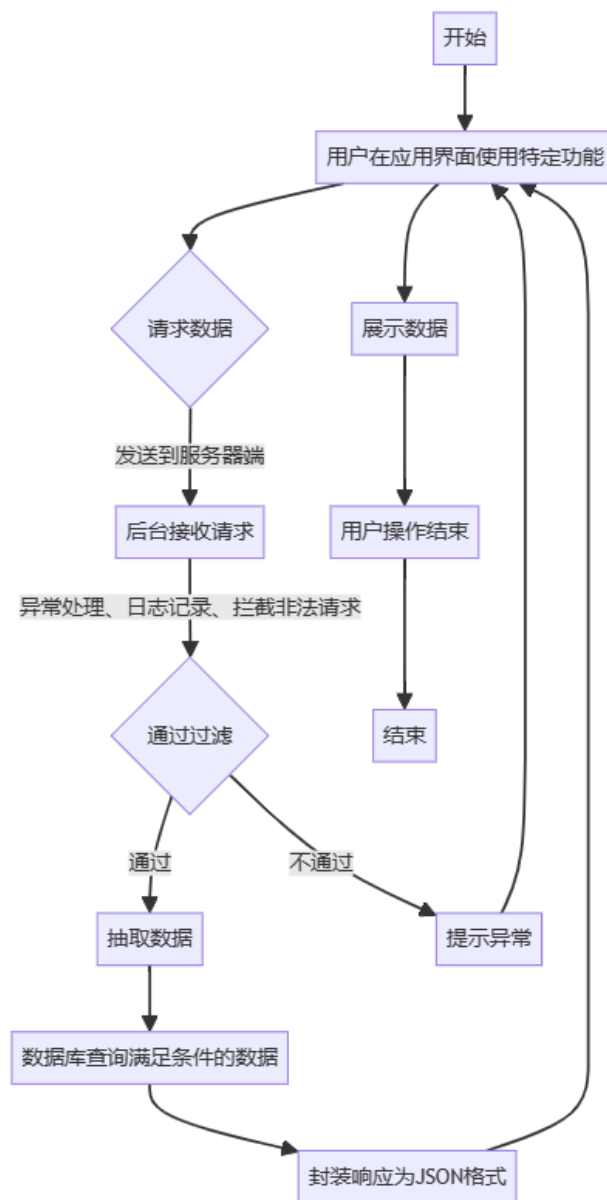 开始
用户在应用界面使用特定功能
请求数据
展示数据
发送到服务器端
后台接收请求
用户操作结束
异常处理、日志记录、拦截非法请求
通过过滤
结束
通过
不通过
抽取数据
提示异常
数据库查询满足条件的数据
封装响应为JSON格式